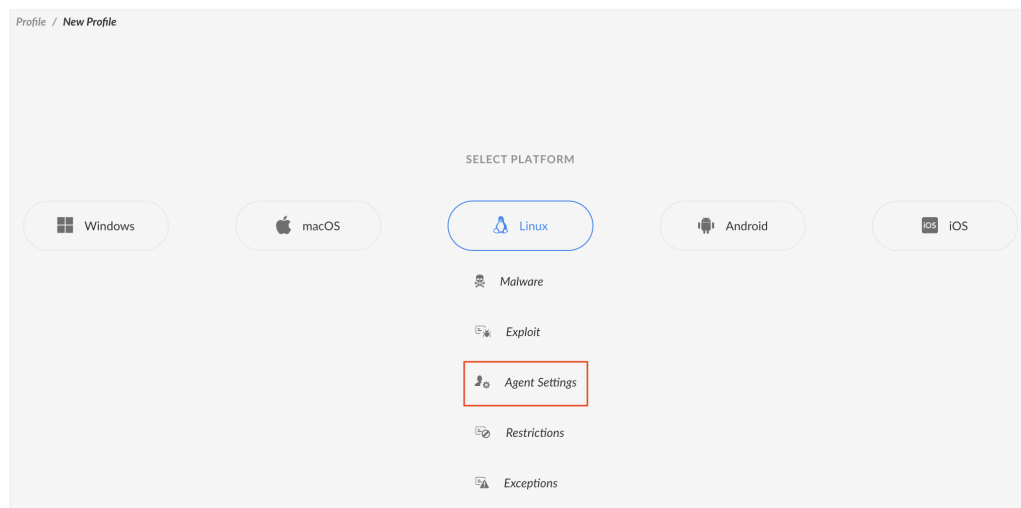 Profile / New Profile
SELECT PLATFORM
Windows
macOS
Linux
Android
iOS iOS
Malware
Exploit
Agent Settings
Restrictions
Exceptions